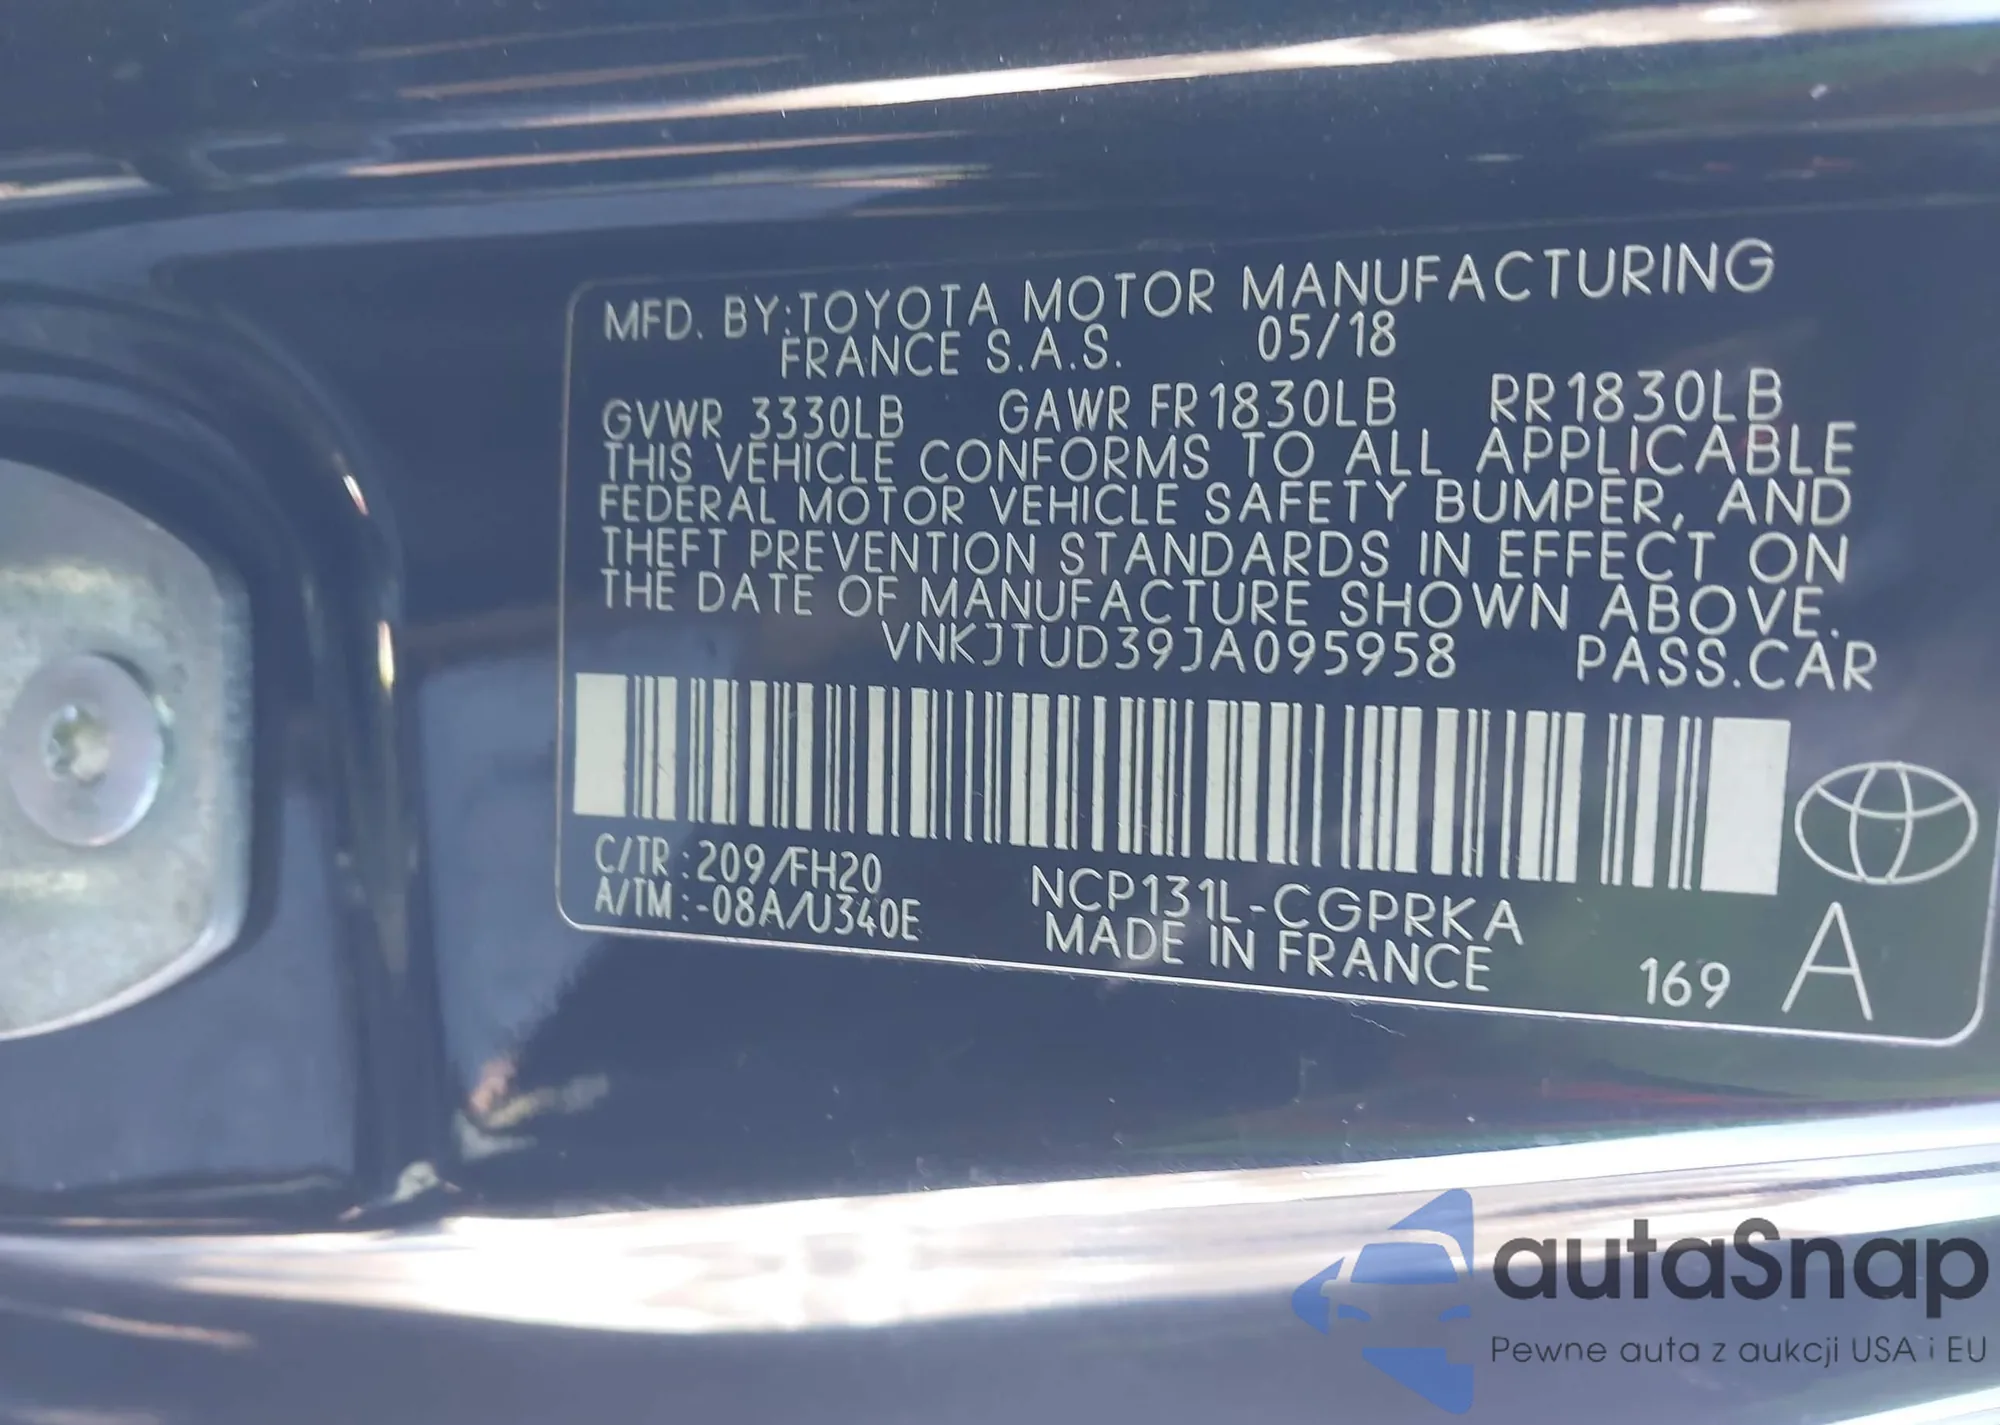 MFD. BY:TOYOTA MOTOR MANUFACTURING
FRANCE S.A.S. 05/18
GVWR 3330LB GAWR FR1830LB RR1830LB
THIS VEHICLE CONFORMS TO ALL APPLICABLE
FEDERAL MOTOR VEHICLE SAFETY BUMPER, AND
THEFT PREVENTION STANDARDS IN EFFECT ON
THE DATE OF MANUFACTURE SHOWN ABOVE.
VNKJTUD39JA095958 PASS.CAR
C/TR :209/FH20 NCP131L-CGPRKA
A/TM :-08A/U340E MADE IN FRANCE 169 A
autaSnap
Pewne auta z aukcji USA i EU